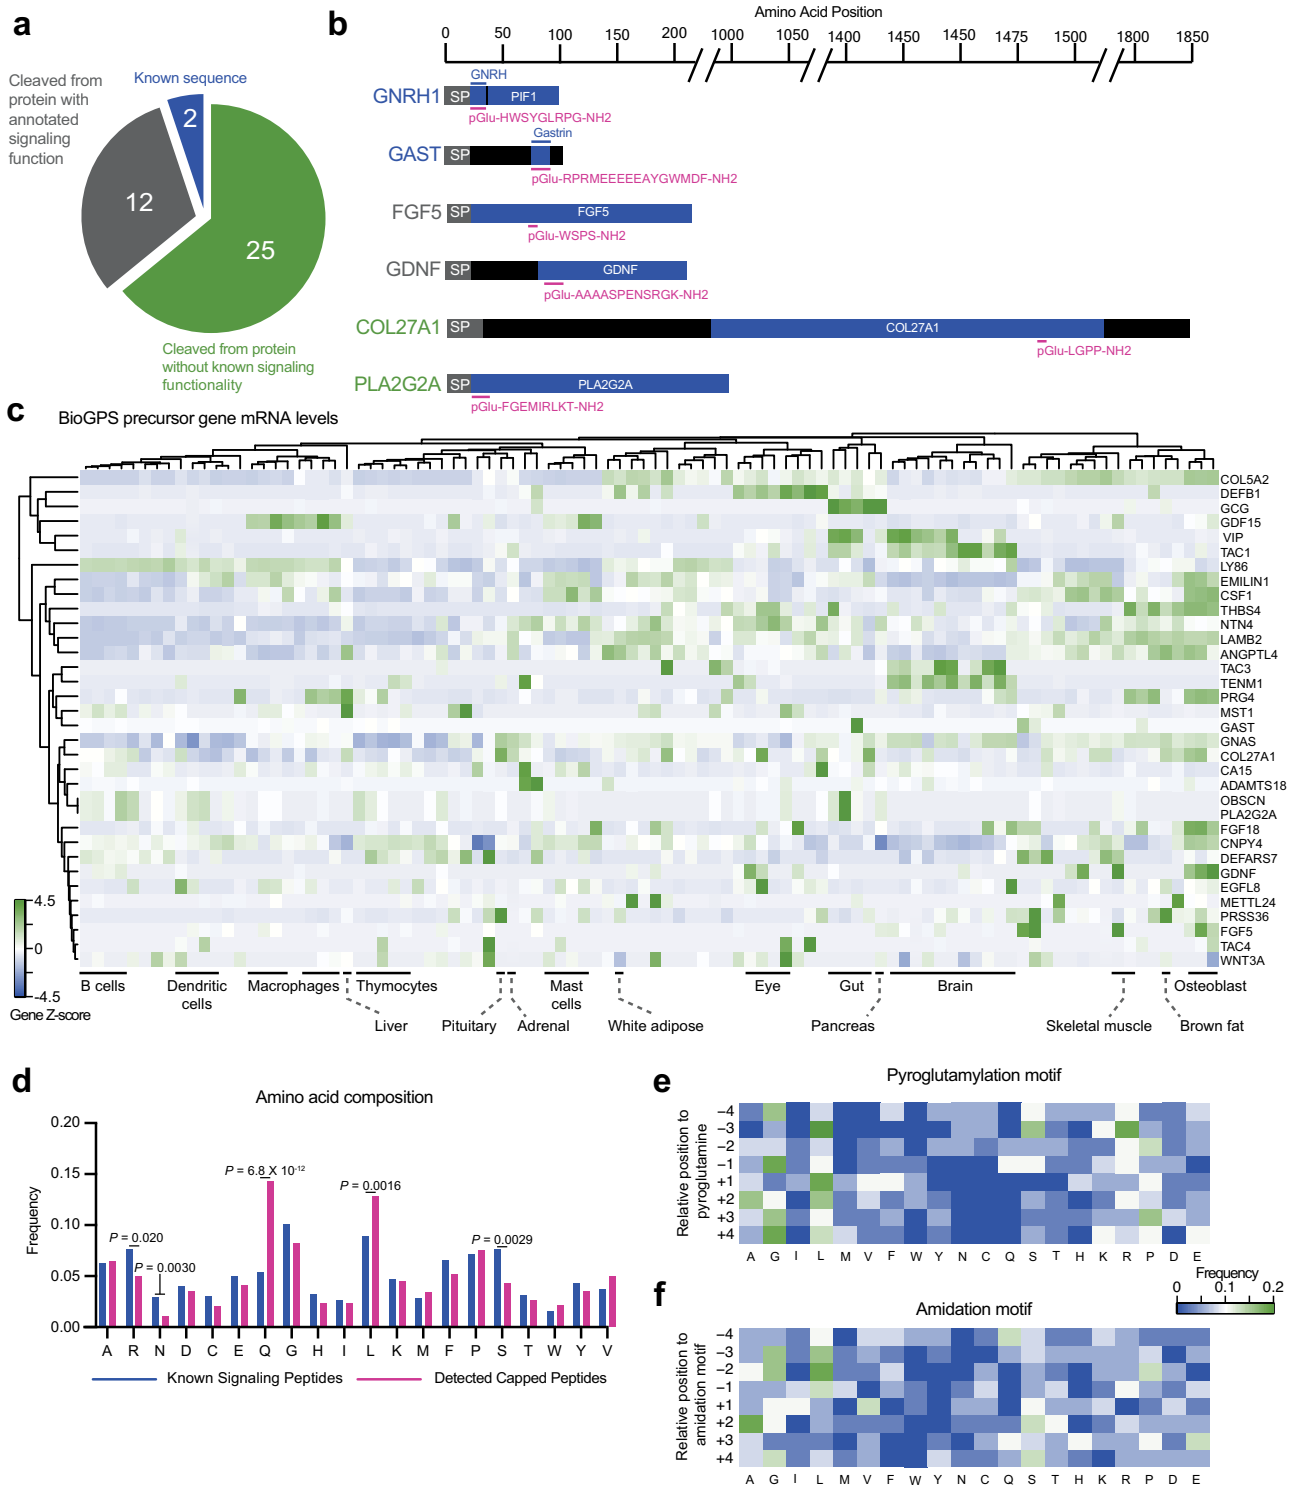 a
Known sequence
Cleaved from
protein with
annotated
signaling
function
2
12
25
Cleaved from protein
without known signaling
functionality
b
Amino Acid Position
0 50 100 150 200 1000 1050 1400 1450 1450 1475 1500 1800 1850
GNRH
GNRH1 SP PIF1
pGlu-HWSYGLRPG-NH2
Gastrin
GAST SP
pGlu-RPRMEEEEEAYGWMDF-NH2
FGF5 SP FGF5
pGlu-WSPS-NH2
GDNF SP GDNF
pGlu-AAAASPENSRGK-NH2
COL27A1 SP COL27A1
pGlu-LGPP-NH2
PLA2G2A SP PLA2G2A
pGlu-FGEMIRLKT-NH2
c
BioGPS precursor gene mRNA levels
COL5A2
DEFB1
GCG
GDF15
VIP
TAC1
LY86
EMILIN1
CSF1
THBS4
NTN4
LAMB2
ANGPTL4
TAC3
TENM1
PRG4
MST1
GAST
GNAS
COL27A1
CA15
ADAMTS18
OBSCN
PLA2G2A
FGF18
CNPY4
DEFARS7
GDNF
EGFL8
METTL24
PRSS36
FGF5
TAC4
WNT3A
4.5
0
-4.5
Gene Z-score
B cells Dendritic cells Macrophages Thymocytes Mast cells Eye Gut Brain Osteoblast
Liver Pituitary Adrenal White adipose Pancreas Skeletal muscle Brown fat
d
Amino acid composition
Frequency
0.20
0.15
0.10
0.05
0.00
P = 0.020
P = 0.0030
P = 6.8 X 10-12
P = 0.0016
P = 0.0029
A R N D C E Q G H I L K M F P S T W Y V
Known Signaling Peptides Detected Capped Peptides
e
Pyroglutamylation motif
Relative position to
pyroglutamine
−4
−3
−2
−1
+1
+2
+3
+4
A G I L M V F W Y N C Q S T H K R P D E
Frequency
0 0.1 0.2
f
Amidation motif
Relative position to
amidation motif
−4
−3
−2
−1
+1
+2
+3
+4
A G I L M V F W Y N C Q S T H K R P D E